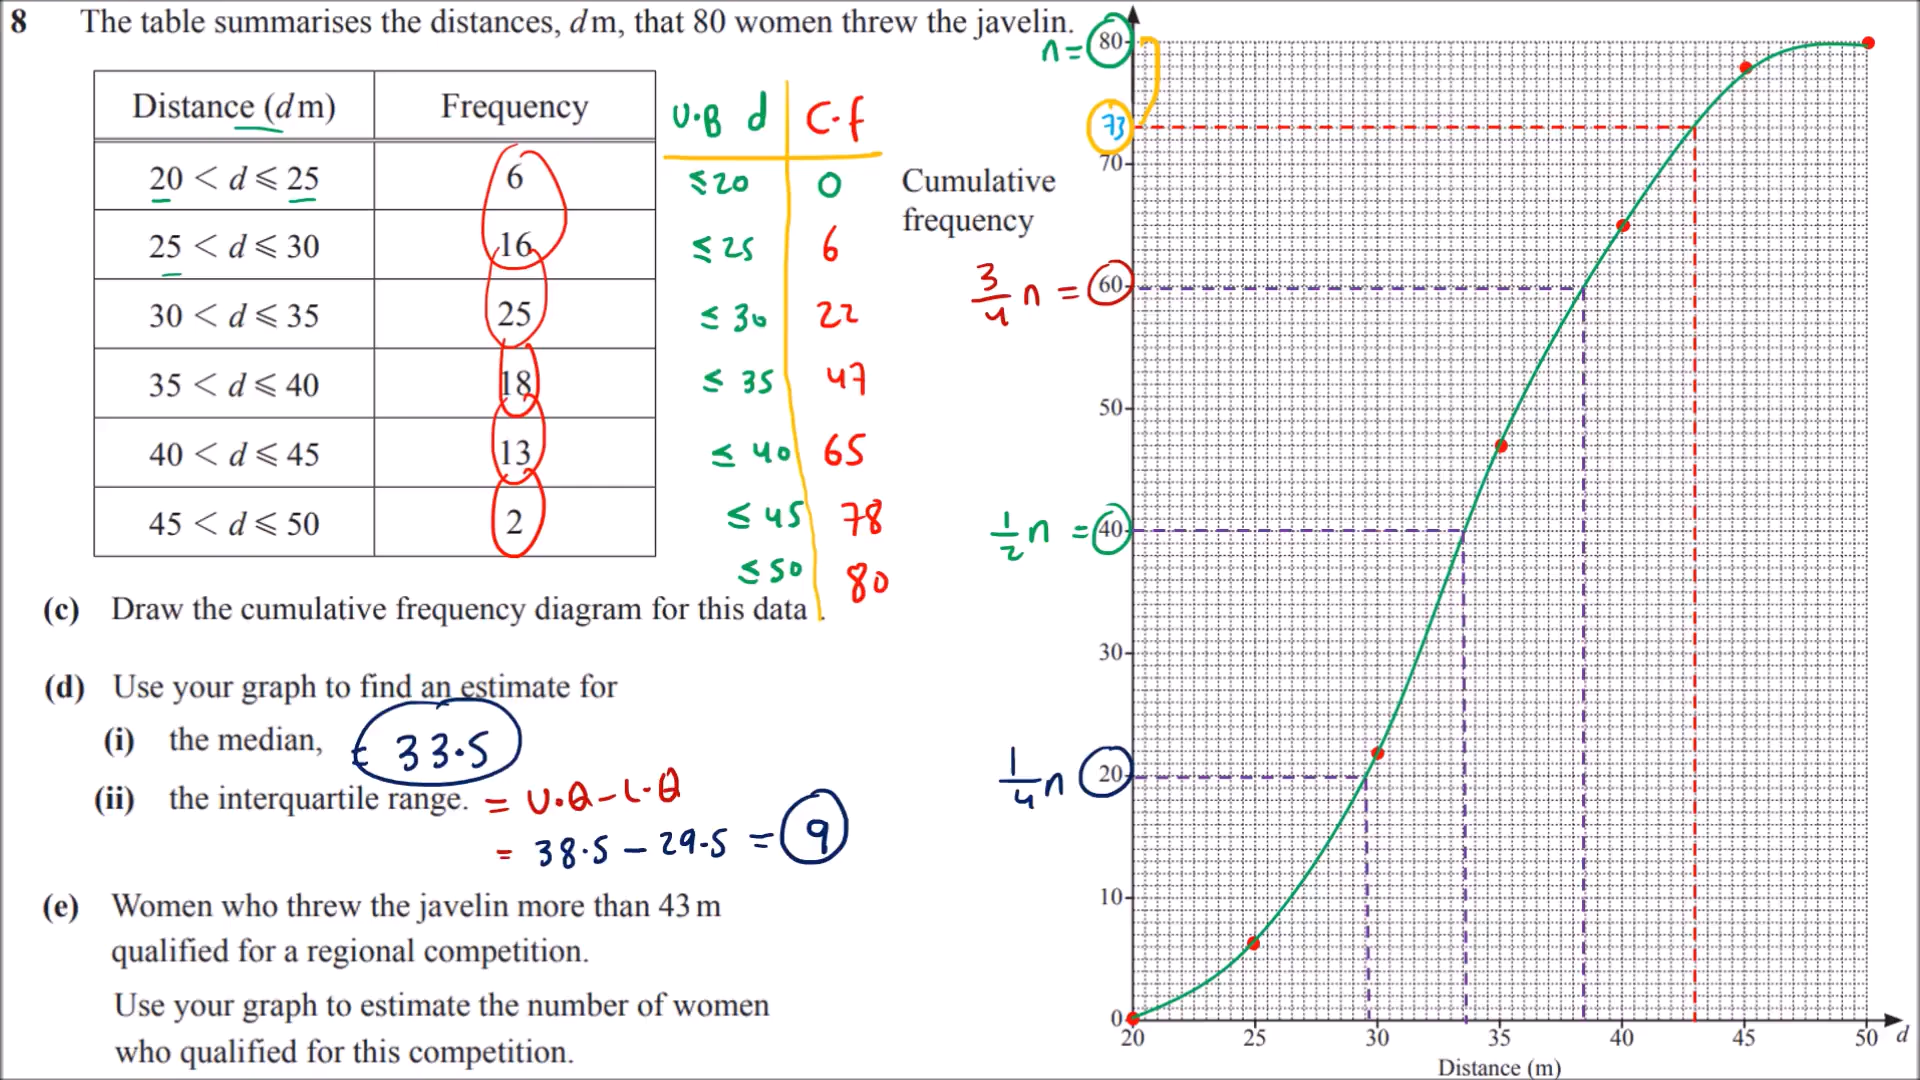 8 The table summarises the distances, d m, that 80 women threw the javelin.
Distance (d m) Frequency
20 < d ⩽ 25 6
25 < d ⩽ 30 16
30 < d ⩽ 35 25
35 < d ⩽ 40 18
40 < d ⩽ 45 13
45 < d ⩽ 50 2
U.B d C.f
≤ 20 0
≤ 25 6
≤ 30 22
≤ 35 47
≤ 40 65
≤ 45 78
≤ 50 80
(c) Draw the cumulative frequency diagram for this data .
(d) Use your graph to find an estimate for
(i) the median, 33.5
(ii) the interquartile range. = U.Q – L.Q
= 38.5 – 29.5 = 9
(e) Women who threw the javelin more than 43 m
qualified for a regional competition.
Use your graph to estimate the number of women
who qualified for this competition.
Cumulative
frequency
n = 80
73
70
3/4 n = 60
50
1/2 n = 40
30
1/4 n 20
10
0
20 25 30 35 40 45 50 d
Distance (m)